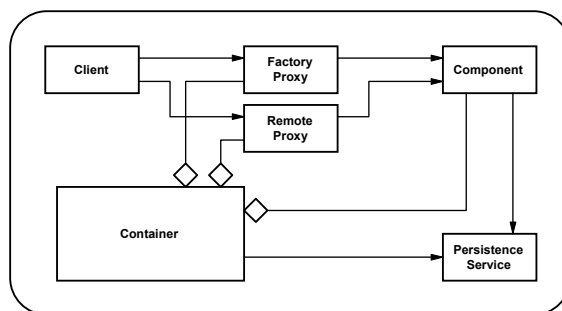 Client
Factory
Proxy
Component
Remote
Proxy
Container
Persistence
Service